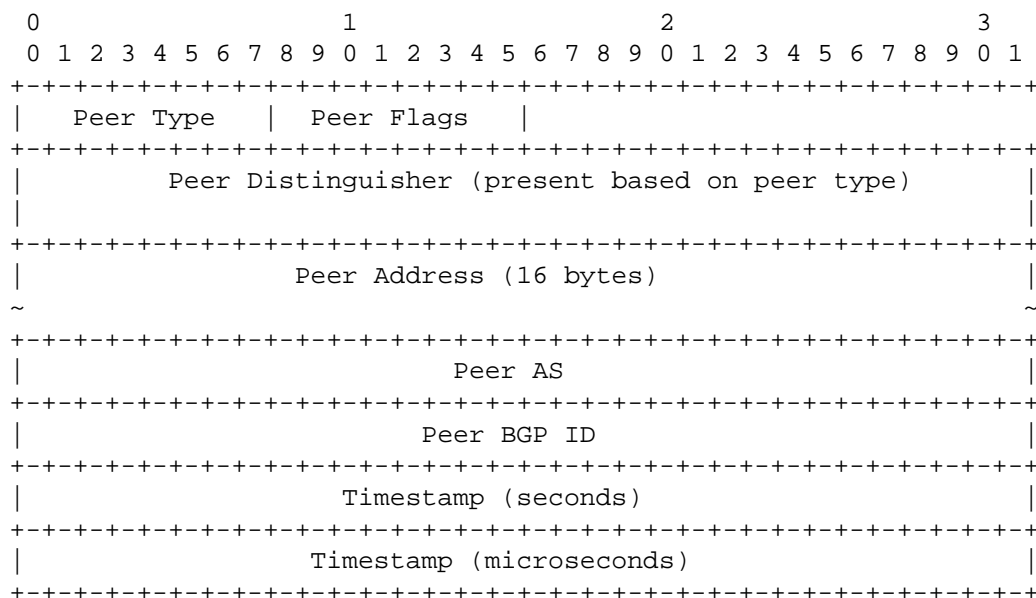 0                   1                   2                   3
 0 1 2 3 4 5 6 7 8 9 0 1 2 3 4 5 6 7 8 9 0 1 2 3 4 5 6 7 8 9 0 1
+-+-+-+-+-+-+-+-+-+-+-+-+-+-+-+-+-+-+-+-+-+-+-+-+-+-+-+-+-+-+-+-+
|   Peer Type   |  Peer Flags   |
+-+-+-+-+-+-+-+-+-+-+-+-+-+-+-+-+-+-+-+-+-+-+-+-+-+-+-+-+-+-+-+-+
|         Peer Distinguisher (present based on peer type)       |
|                                                               |
+-+-+-+-+-+-+-+-+-+-+-+-+-+-+-+-+-+-+-+-+-+-+-+-+-+-+-+-+-+-+-+-+
|                 Peer Address (16 bytes)                       |
~                                                               ~
+-+-+-+-+-+-+-+-+-+-+-+-+-+-+-+-+-+-+-+-+-+-+-+-+-+-+-+-+-+-+-+-+
|                           Peer AS                             |
+-+-+-+-+-+-+-+-+-+-+-+-+-+-+-+-+-+-+-+-+-+-+-+-+-+-+-+-+-+-+-+-+
|                         Peer BGP ID                           |
+-+-+-+-+-+-+-+-+-+-+-+-+-+-+-+-+-+-+-+-+-+-+-+-+-+-+-+-+-+-+-+-+
|                    Timestamp (seconds)                        |
+-+-+-+-+-+-+-+-+-+-+-+-+-+-+-+-+-+-+-+-+-+-+-+-+-+-+-+-+-+-+-+-+
|                  Timestamp (microseconds)                     |
+-+-+-+-+-+-+-+-+-+-+-+-+-+-+-+-+-+-+-+-+-+-+-+-+-+-+-+-+-+-+-+-+